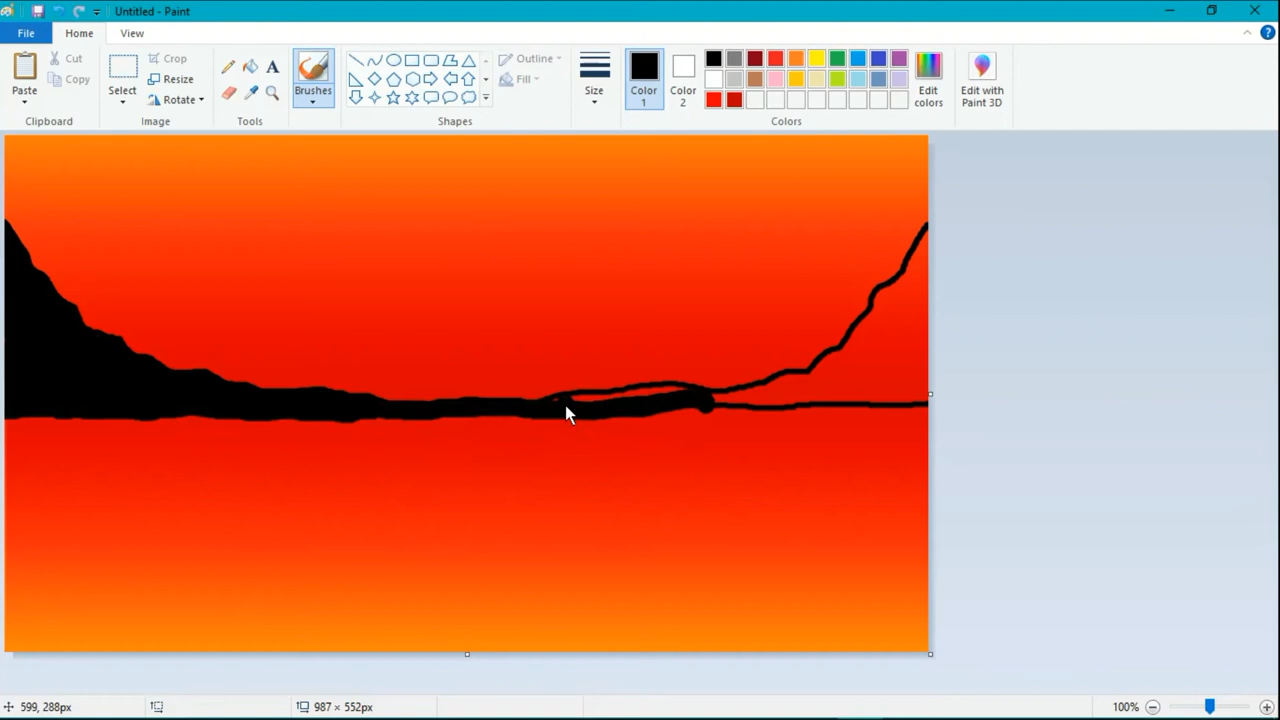 Untitled - Paint
File Home View
Paste
Cut
Copy
Clipboard
Select
Crop
Resize
Rotate
Image
A
Tools
Brushes
Outline
Fill
Shapes
Size
Color 1
Color 2
Edit colors
Colors
Edit with Paint 3D
599, 288px
987 × 552px
100%